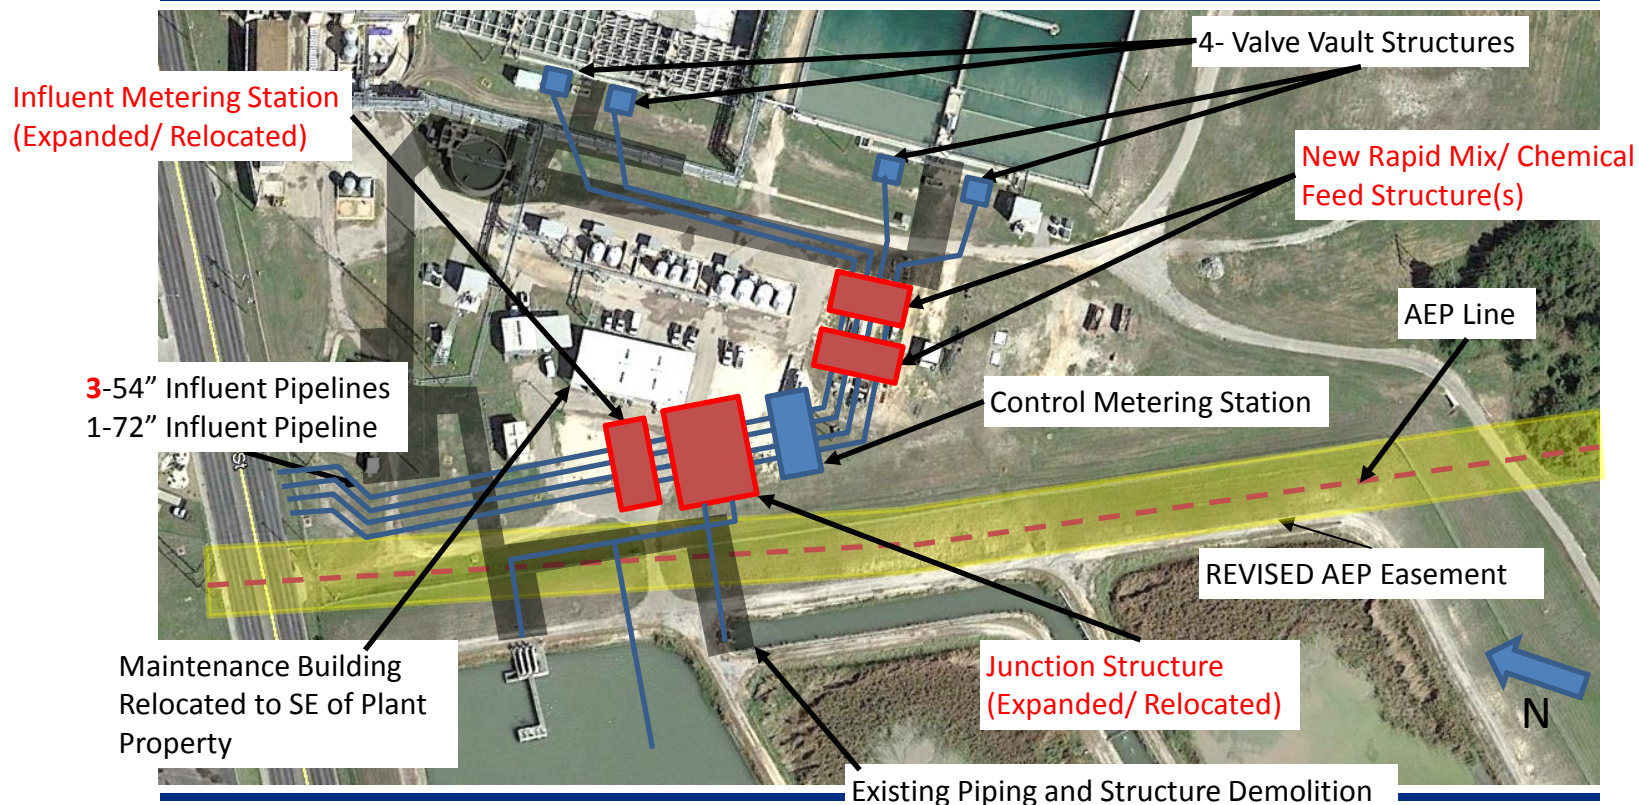 4- Valve Vault Structures
Influent Metering Station
(Expanded/ Relocated)
New Rapid Mix/ Chemical
Feed Structure(s)
AEP Line
3-54” Influent Pipelines
1-72” Influent Pipeline
Control Metering Station
St
REVISED AEP Easement
Maintenance Building
Relocated to SE of Plant
Property
Junction Structure
(Expanded/ Relocated)
N
Existing Piping and Structure Demolition